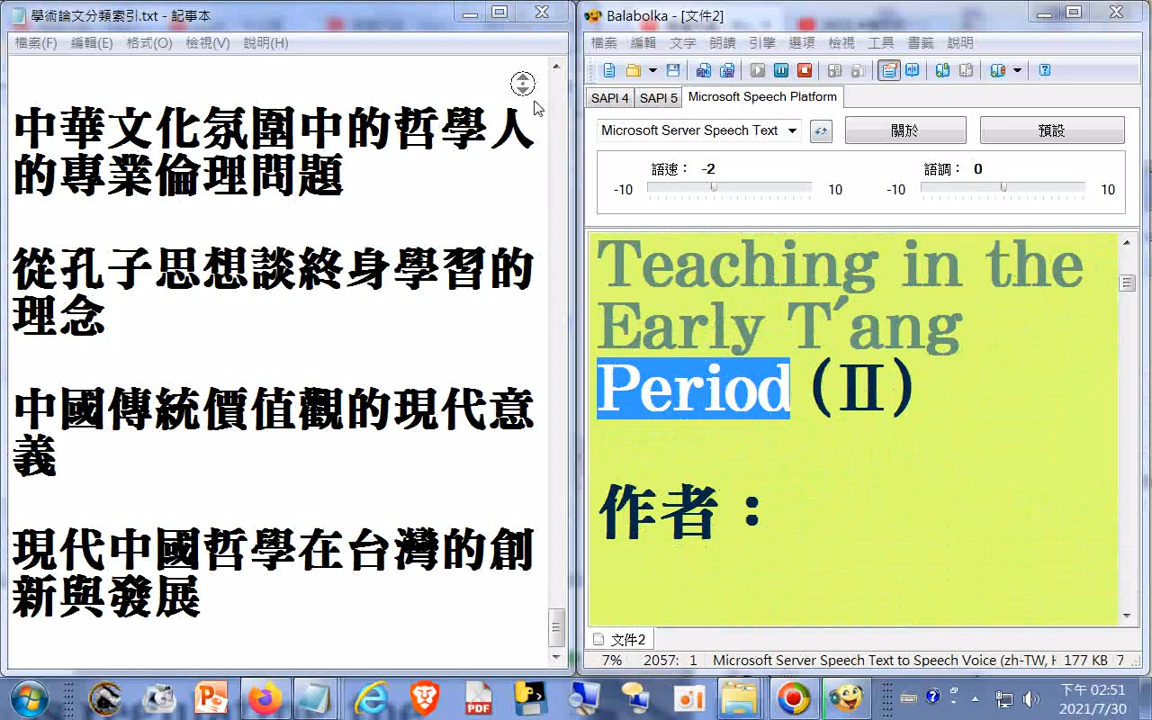 學術論文分類索引.txt - 記事本
檔案(F) 編輯(E) 格式(O) 檢視(V) 說明(H)
中華文化氛圍中的哲學人
的專業倫理問題
從孔子思想談終身學習的
理念
中國傳統價值觀的現代意
義
現代中國哲學在台灣的創
新與發展
Balabolka - [文件2]
檔案 編輯 文字 朗讀 引擎 選項 檢視 工具 書籤 說明
SAPI 4 SAPI 5 Microsoft Speech Platform
Microsoft Server Speech Text 關於 預設
語速： -2 語調： 0
-10 10 -10 10
Teaching in the
Early T´ang
Period (Ⅱ)
作者：
文件2
7% 2057: 1 Microsoft Server Speech Text to Speech Voice (zh-TW, H 177 KB 7
PDF
下午 02:51
2021/7/30